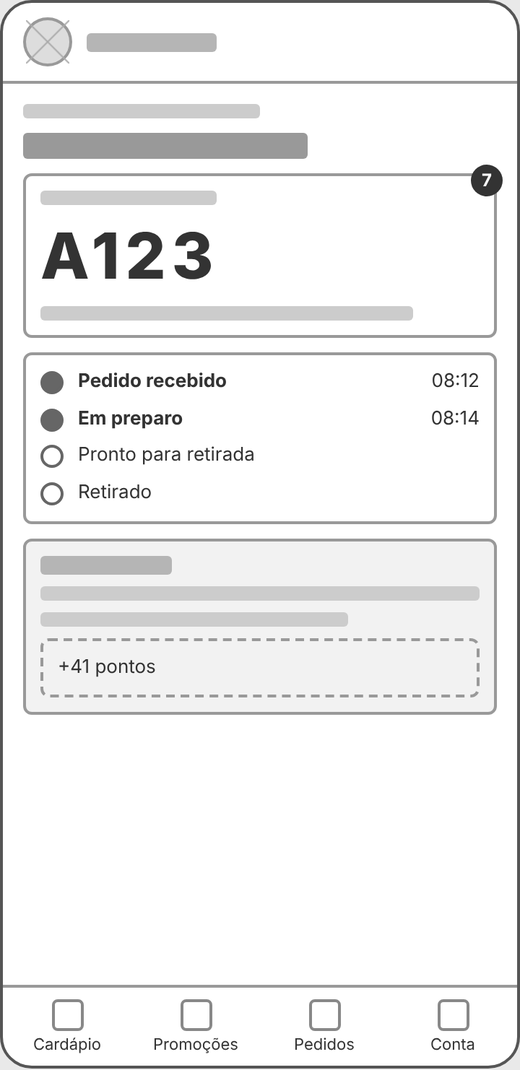 7
A123
Pedido recebido 08:12
Em preparo 08:14
Pronto para retirada
Retirado
+41 pontos
Cardápio Promoções Pedidos Conta